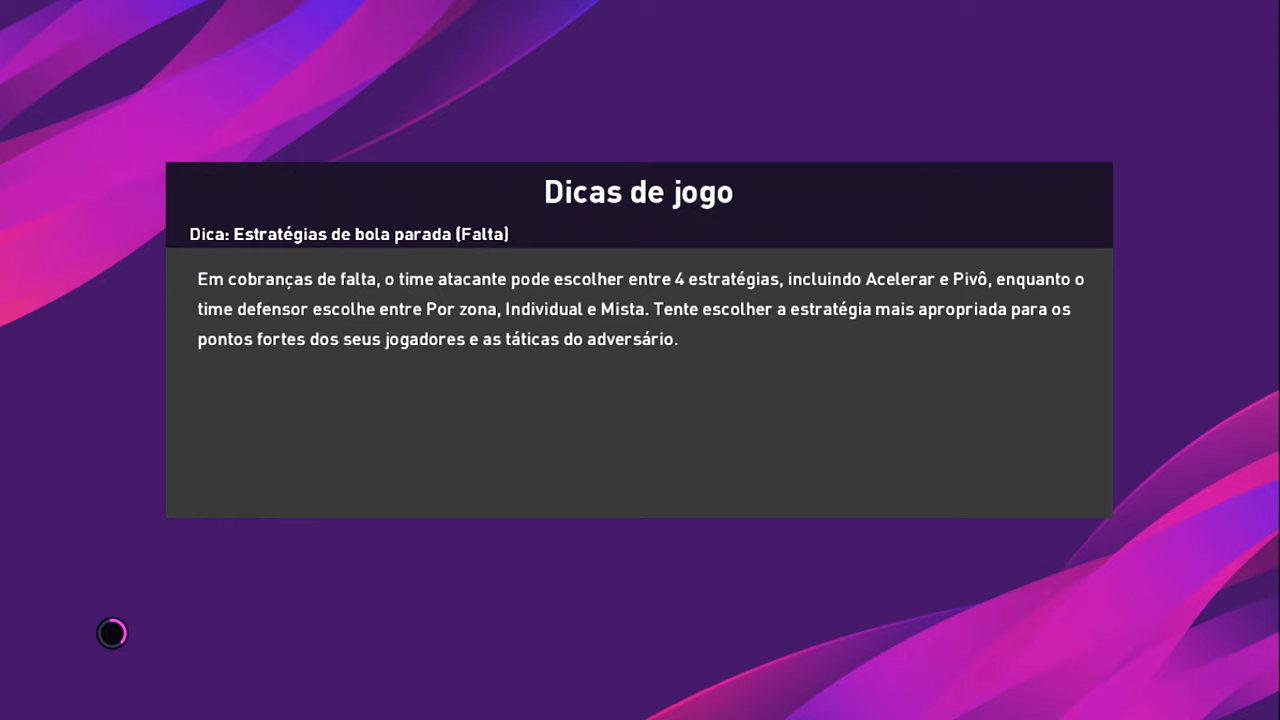 Dicas de jogo
Dica: Estratégias de bola parada (Falta)
Em cobranças de falta, o time atacante pode escolher entre 4 estratégias, incluindo Acelerar e Pivô, enquanto o
time defensor escolhe entre Por zona, Individual e Mista. Tente escolher a estratégia mais apropriada para os
pontos fortes dos seus jogadores e as táticas do adversário.